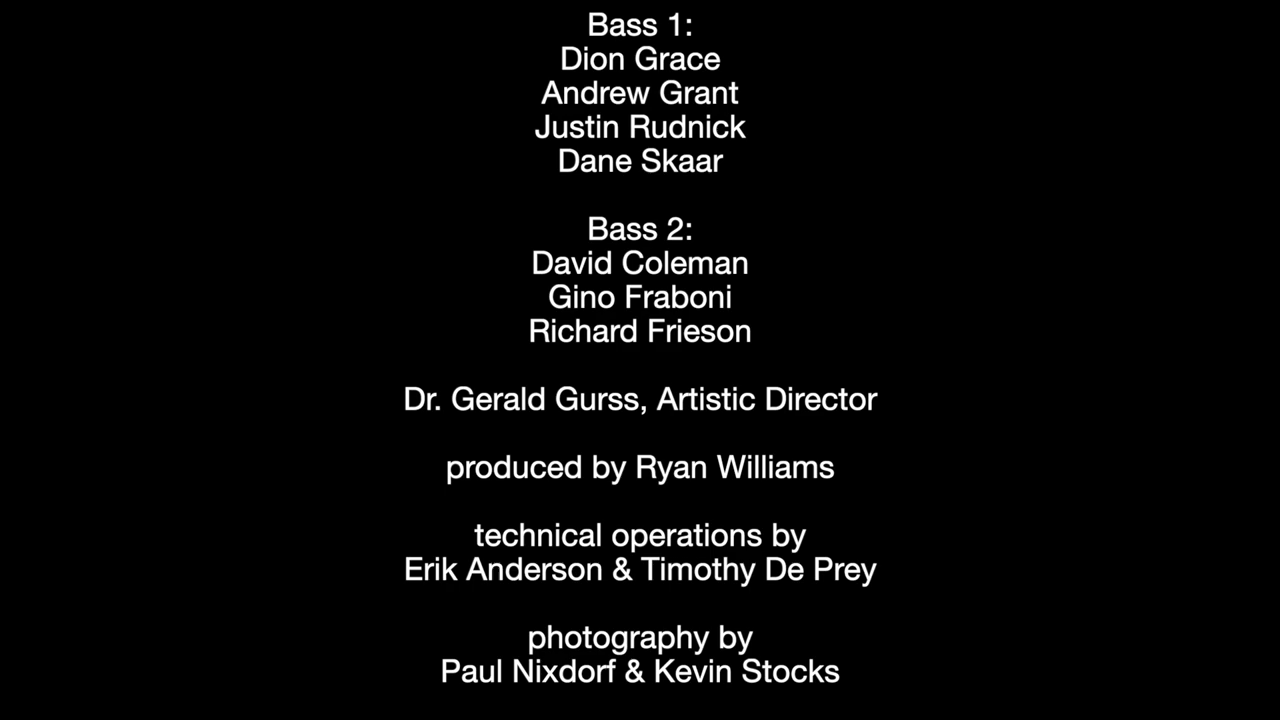 Bass 1:
Dion Grace
Andrew Grant
Justin Rudnick
Dane Skaar
Bass 2:
David Coleman
Gino Fraboni
Richard Frieson
Dr. Gerald Gurss, Artistic Director
produced by Ryan Williams
technical operations by
Erik Anderson & Timothy De Prey
photography by
Paul Nixdorf & Kevin Stocks